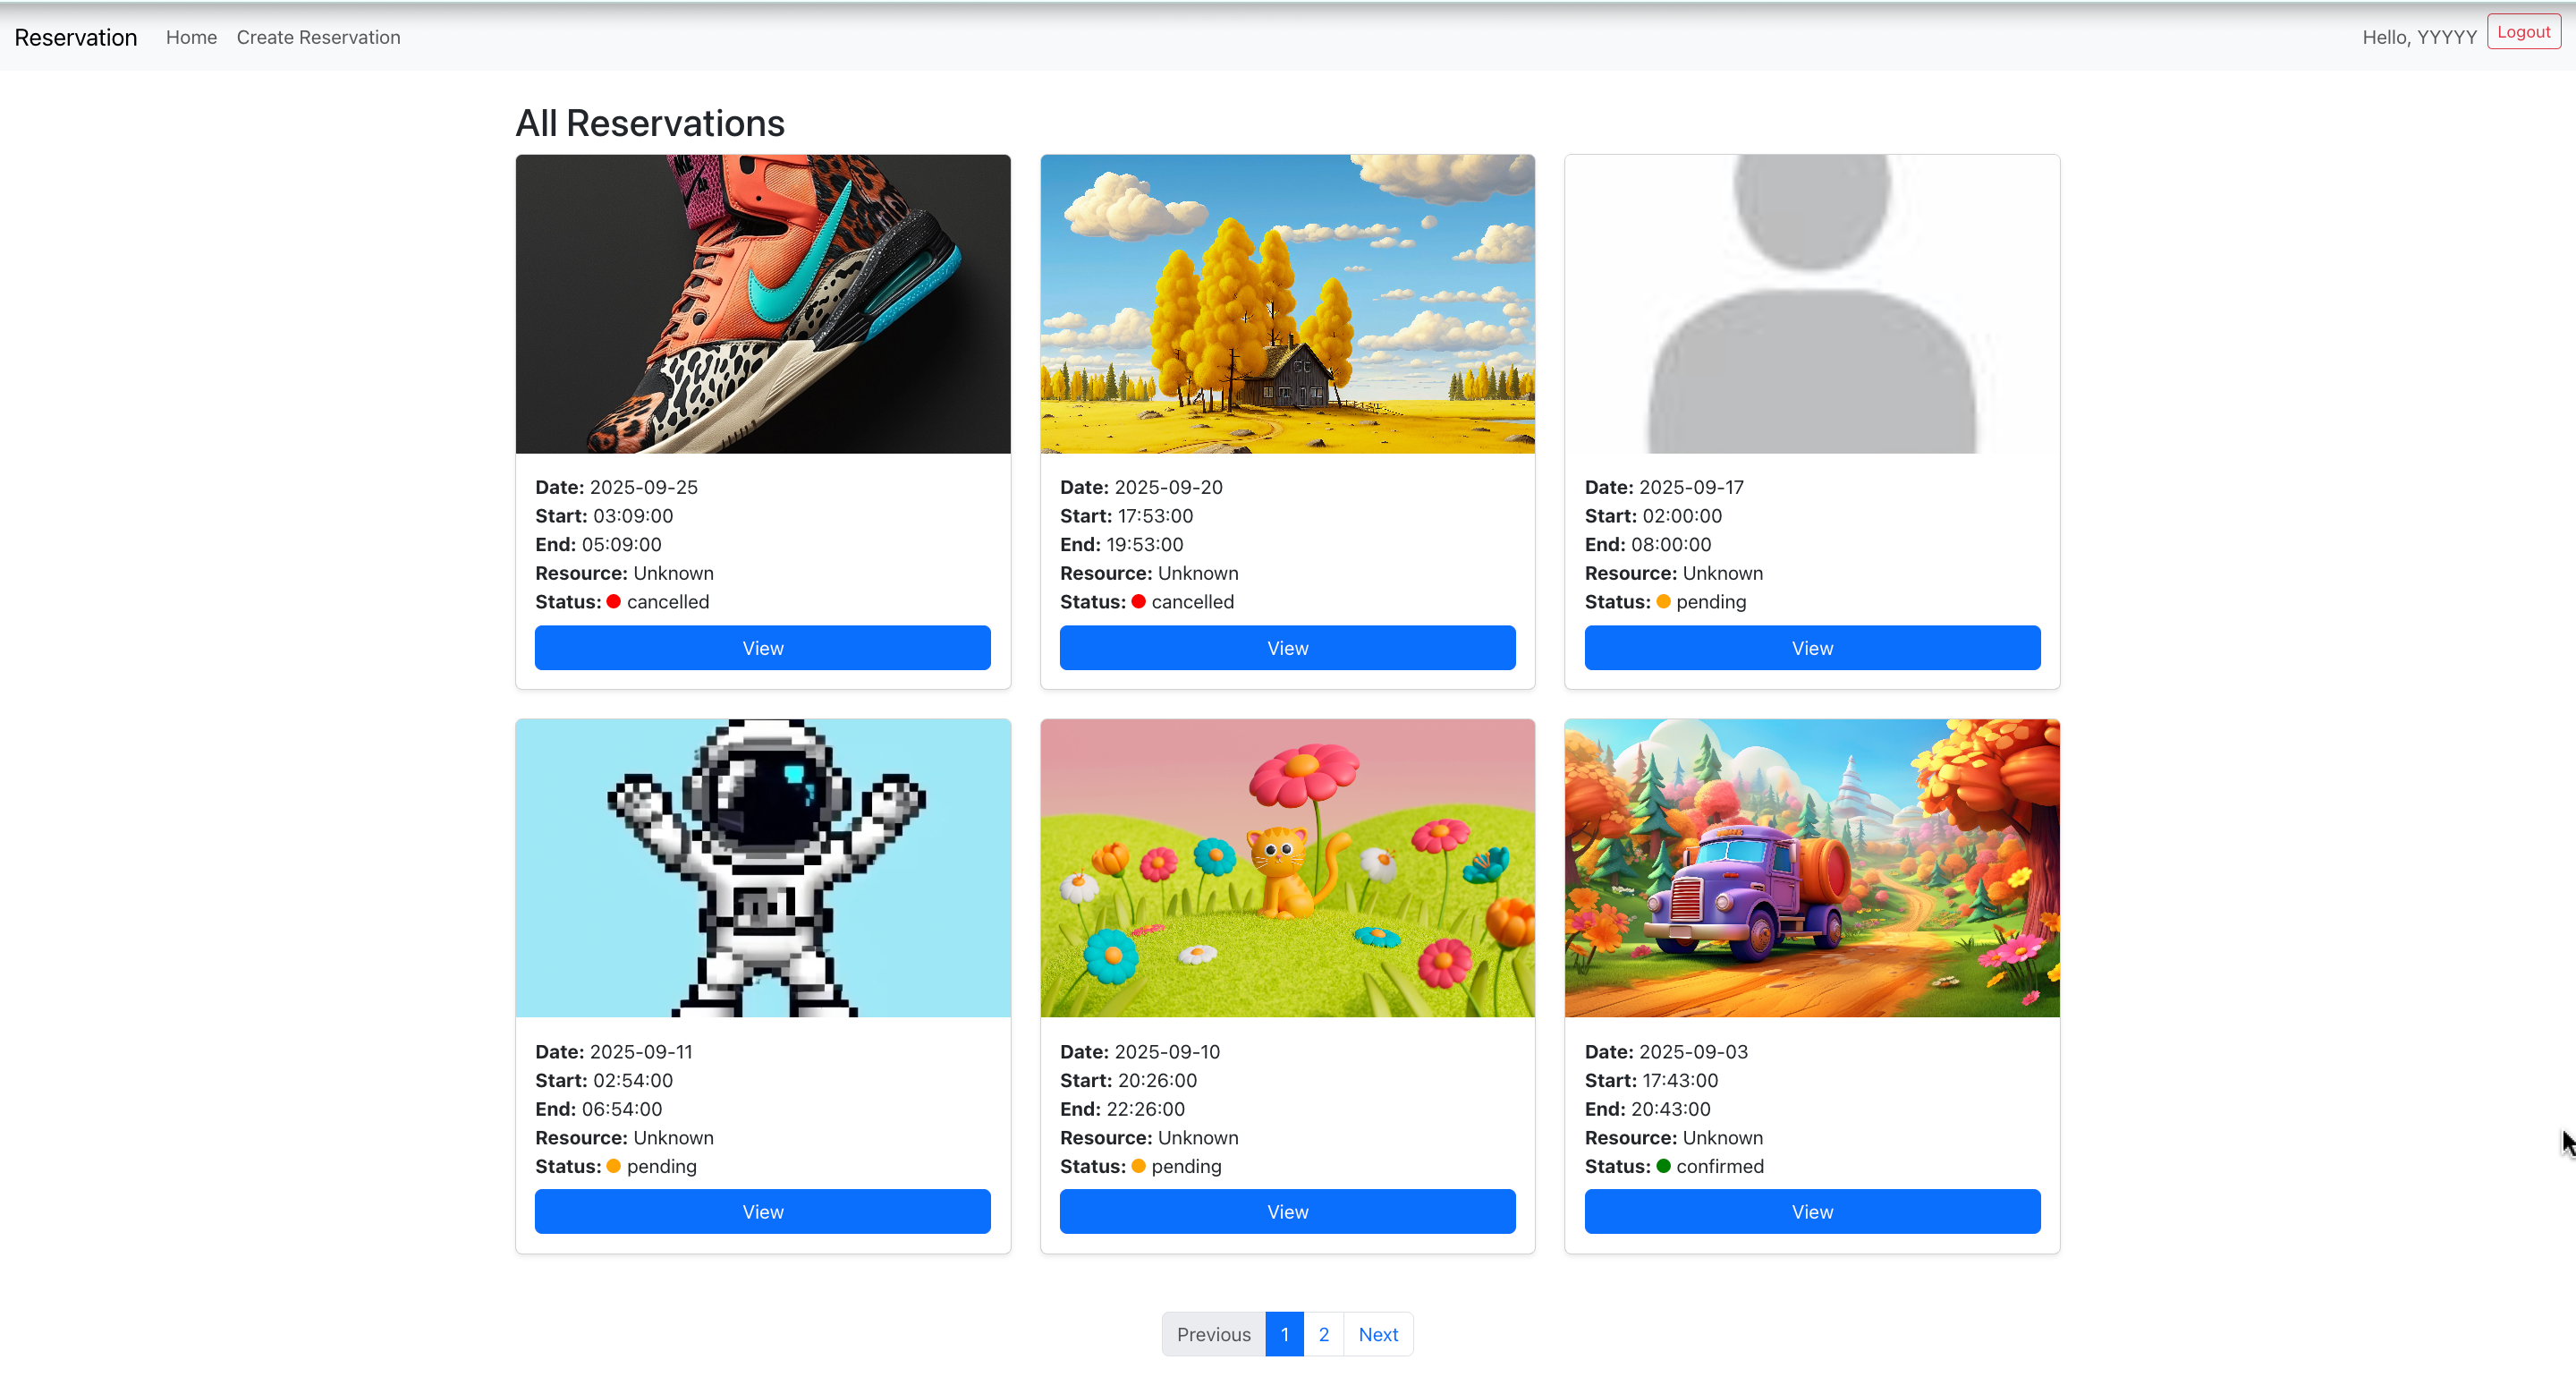 Reservation Home Create Reservation Hello, YYYYY Logout
All Reservations
Date: 2025-09-25
Start: 03:09:00
End: 05:09:00
Resource: Unknown
Status: cancelled
View
Date: 2025-09-20
Start: 17:53:00
End: 19:53:00
Resource: Unknown
Status: cancelled
View
Date: 2025-09-17
Start: 02:00:00
End: 08:00:00
Resource: Unknown
Status: pending
View
Date: 2025-09-11
Start: 02:54:00
End: 06:54:00
Resource: Unknown
Status: pending
View
Date: 2025-09-10
Start: 20:26:00
End: 22:26:00
Resource: Unknown
Status: pending
View
Date: 2025-09-03
Start: 17:43:00
End: 20:43:00
Resource: Unknown
Status: confirmed
View
Previous 1 2 Next